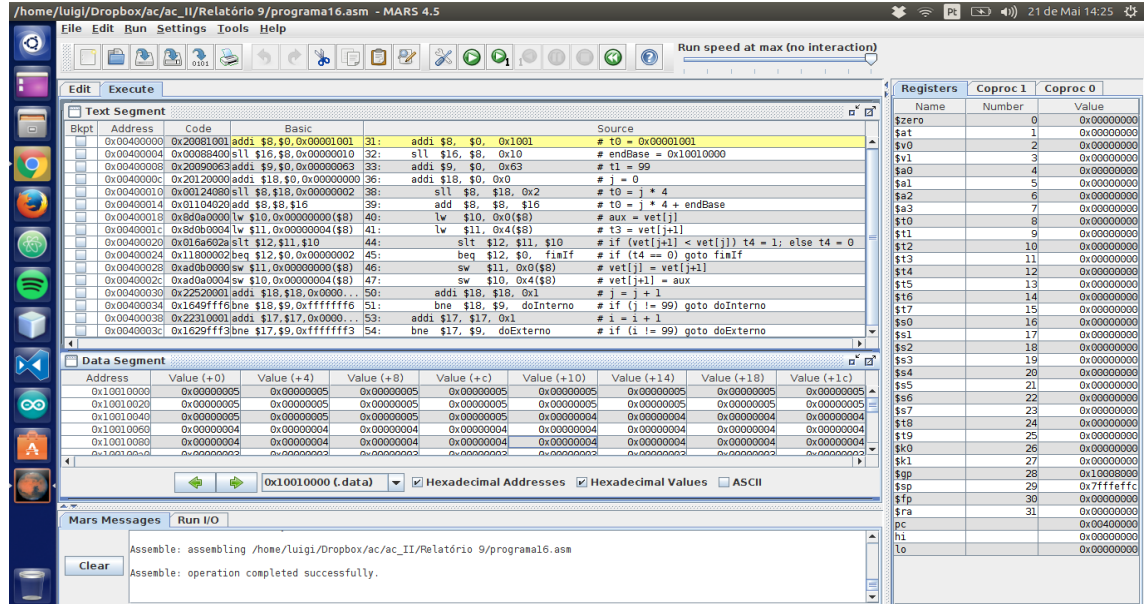 /home/luigi/Dropbox/ac/ac_II/Relatório 9/programa16.asm - MARS 4.5
Pt
21 de Mai 14:25
File Edit Run Settings Tools Help
Run speed at max (no interaction)
Edit Execute
Text Segment
Bkpt Address Code Basic Source
0x00400000 0x20081001 addi $8,$0,0x00001001 31: addi $8, $0, 0x1001 # t0 = 0x00001001
0x00400004 0x00088400 sll $16,$8,0x00000010 32: sll $16, $8, 0x10 # endBase = 0x10010000
0x00400008 0x20090063 addi $9,$0,0x00000063 33: addi $9, $0, 0x63 # t1 = 99
0x0040000c 0x20120000 addi $18,$0,0x00000000 36: addi $18, $0, 0x0 # j = 0
0x00400010 0x00124080 sll $8,$18,0x00000002 38: sll $8, $18, 0x2 # t0 = j * 4
0x00400014 0x01104020 add $8,$8,$16 39: add $8, $8, $16 # t0 = j * 4 + endBase
0x00400018 0x8d0a0000 lw $10,0x00000000($8) 40: lw $10, 0x0($8) # aux = vet[j]
0x0040001c 0x8d0b0004 lw $11,0x00000004($8) 41: lw $11, 0x4($8) # t3 = vet[j+1]
0x00400020 0x016a602a slt $12,$11,$10 44: slt $12, $11, $10 # if (vet[j+1] < vet[j]) t4 = 1; else t4 = 0
0x00400024 0x11800002 beq $12,$0,0x00000002 45: beq $12, $0, fimIf # if (t4 == 0) goto fimIf
0x00400028 0xad0b0000 sw $11,0x00000000($8) 46: sw $11, 0x0($8) # vet[j] = vet[j+1]
0x0040002c 0xad0a0004 sw $10,0x00000004($8) 47: sw $10, 0x4($8) # vet[j+1] = aux
0x00400030 0x22520001 addi $18,$18,0x0000... 50: addi $18, $18, 0x1 # j = j + 1
0x00400034 0x1649fff6 bne $18,$9,0xfffffff6 51: bne $18, $9, doInterno # if (j != 99) goto doInterno
0x00400038 0x22310001 addi $17,$17,0x0000... 53: addi $17, $17, 0x1 # i = i + 1
0x0040003c 0x1629fff3 bne $17,$9,0xfffffff3 54: bne $17, $9, doExterno # if (i != 99) goto doExterno
Data Segment
Address Value (+0) Value (+4) Value (+8) Value (+c) Value (+10) Value (+14) Value (+18) Value (+1c)
0x10010000 0x00000005 0x00000005 0x00000005 0x00000005 0x00000005 0x00000005 0x00000005 0x00000005
0x10010020 0x00000005 0x00000005 0x00000005 0x00000005 0x00000005 0x00000005 0x00000005 0x00000005
0x10010040 0x00000005 0x00000005 0x00000005 0x00000005 0x00000005 0x00000004 0x00000004 0x00000004
0x10010060 0x00000004 0x00000004 0x00000004 0x00000004 0x00000004 0x00000004 0x00000004 0x00000004
0x10010080 0x00000004 0x00000004 0x00000004 0x00000004 0x00000004 0x00000004 0x00000004 0x00000004
0x10010000 (.data) Hexadecimal Addresses Hexadecimal Values ASCII
Mars Messages Run I/O
Assemble: assembling /home/luigi/Dropbox/ac/ac_II/Relatório 9/programa16.asm
Clear
Assemble: operation completed successfully.
Registers Coproc 1 Coproc 0
Name Number Value
$zero 0 0x00000000
$at 1 0x00000000
$v0 2 0x00000000
$v1 3 0x00000000
$a0 4 0x00000000
$a1 5 0x00000000
$a2 6 0x00000000
$a3 7 0x00000000
$t0 8 0x00000000
$t1 9 0x00000000
$t2 10 0x00000000
$t3 11 0x00000000
$t4 12 0x00000000
$t5 13 0x00000000
$t6 14 0x00000000
$t7 15 0x00000000
$s0 16 0x00000000
$s1 17 0x00000000
$s2 18 0x00000000
$s3 19 0x00000000
$s4 20 0x00000000
$s5 21 0x00000000
$s6 22 0x00000000
$s7 23 0x00000000
$t8 24 0x00000000
$t9 25 0x00000000
$k0 26 0x00000000
$k1 27 0x00000000
$gp 28 0x10008000
$sp 29 0x7fffeffc
$fp 30 0x00000000
$ra 31 0x00000000
pc 0x00400000
hi 0x00000000
lo 0x00000000